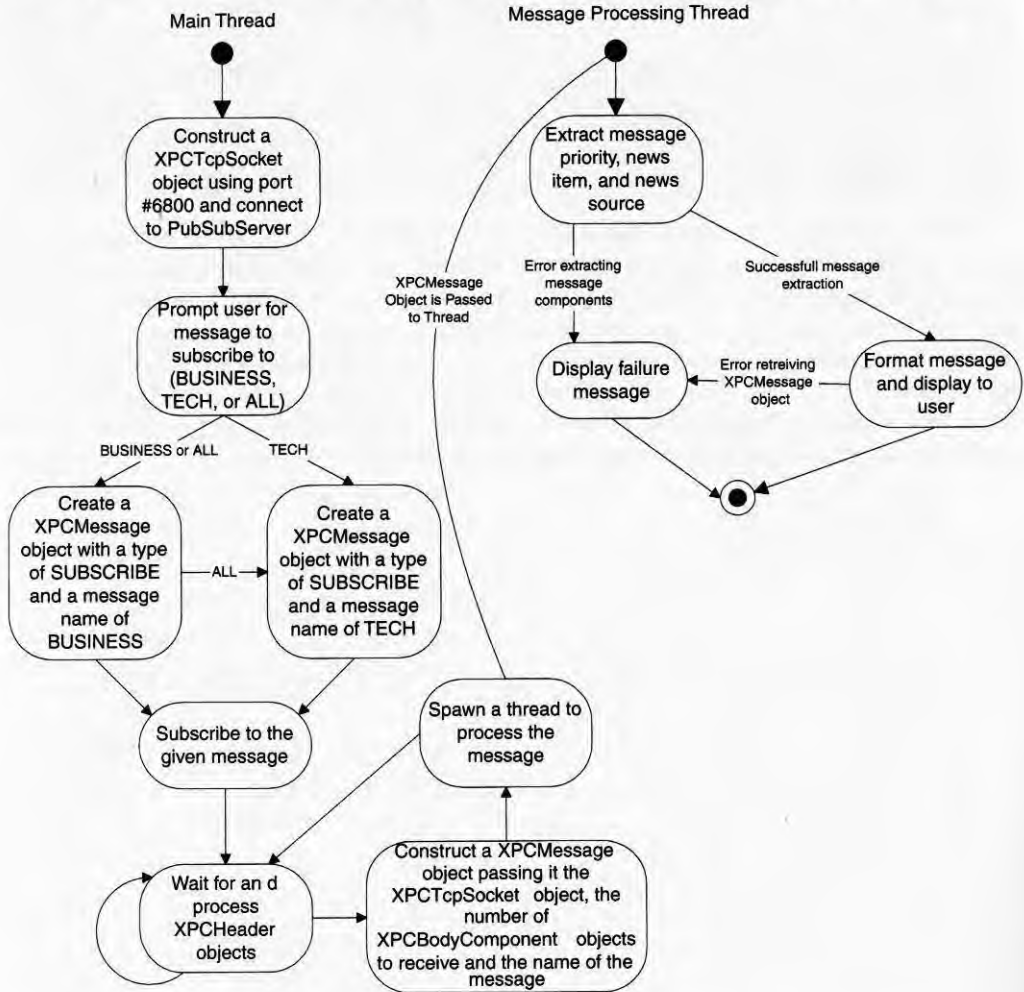 Main Thread
Construct a
XPCTcpSocket
object using port
#6800 and connect
to PubSubServer
Prompt user for
message to
subscribe to
(BUSINESS,
TECH, or ALL)
BUSINESS or ALL
TECH
Create a
XPCMessage
object with a type
of SUBSCRIBE
and a message
name of
BUSINESS
ALL
Create a
XPCMessage
object with a type
of SUBSCRIBE
and a message
name of TECH
Subscribe to the
given message
Wait for an d
process
XPCHeader
objects
Construct a XPCMessage
object passing it the
XPCTcpSocket object, the
number of
XPCBodyComponent objects
to receive and the name of the
message
Spawn a thread to
process the
message
XPCMessage
Object is Passed
to Thread
Message Processing Thread
Extract message
priority, news
item, and news
source
Error extracting
message
components
Successfull message
extraction
Display failure
message
Error retreiving
XPCMessage
object
Format message
and display to
user